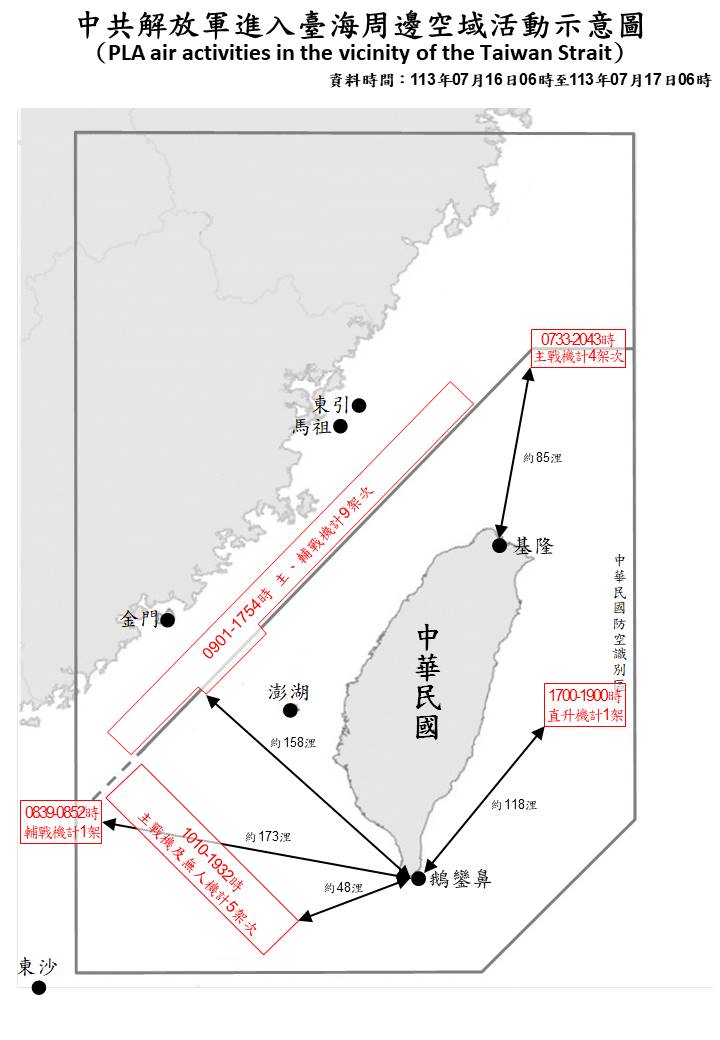 中共解放軍進入臺海周邊空域活動示意圖
（PLA air activities in the vicinity of the Taiwan Strait）
資料時間：113年07月16日06時至113年07月17日06時
0733-2043時
主戰機計4架次
東引
馬祖
約85浬
0901-1754時 主、輔戰機計9架次
基隆
中華民國防空識別區
金門
中華民國
澎湖
1700-1900時
直升機計1架
約158浬
0839-0852時
輔戰機計1架
約118浬
1010-1932時
主戰機及無人機計5架次
約173浬
約48浬
鵝鑾鼻
東沙